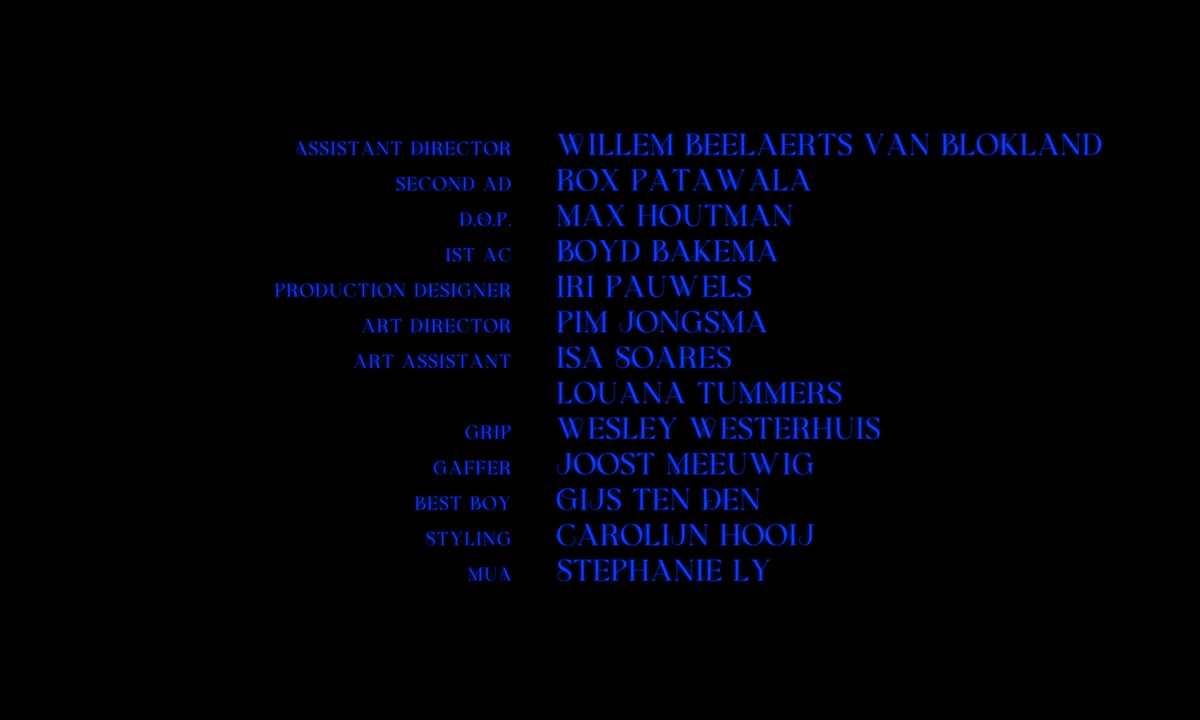 ASSISTANT DIRECTOR WILLEM BEELAERTS VAN BLOKLAND
SECOND AD ROX PATAWALA
D.O.P. MAX HOUTMAN
1ST AC BOYD BAKEMA
PRODUCTION DESIGNER IRI PAUWELS
ART DIRECTOR PIM JONGSMA
ART ASSISTANT ISA SOARES
LOUANA TUMMERS
GRIP WESLEY WESTERHUIS
GAFFER JOOST MEEUWIG
BEST BOY GIJS TEN DEN
STYLING CAROLIJN HOOIJ
MUA STEPHANIE LY